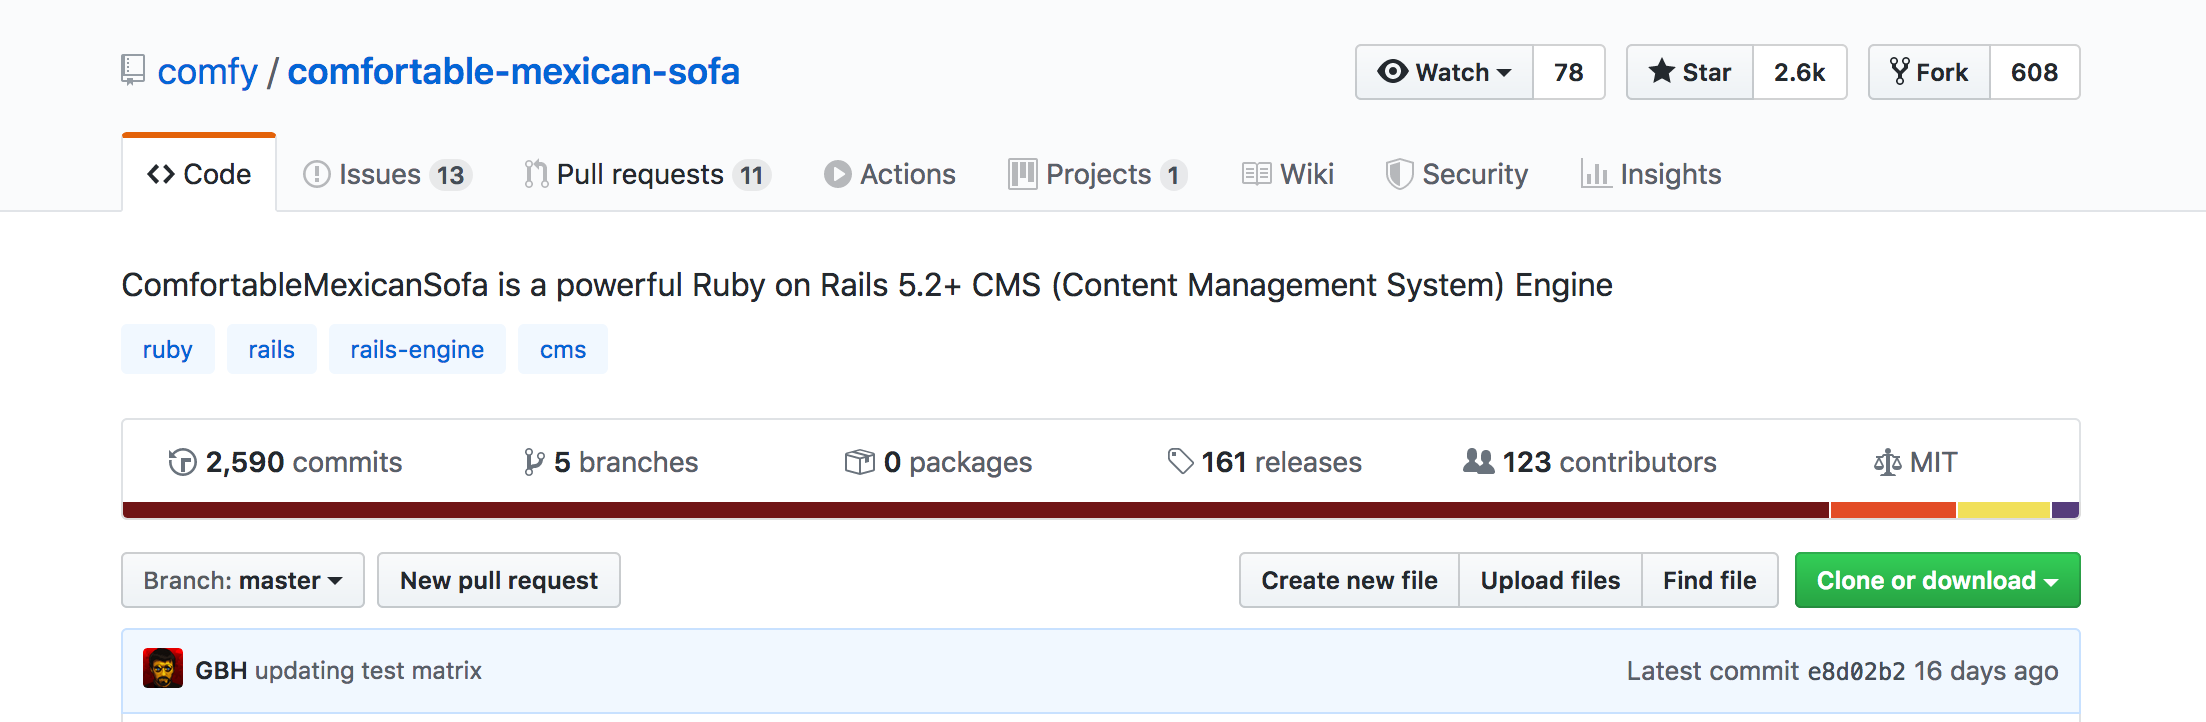 comfy / comfortable-mexican-sofa
Watch 78 Star 2.6k Fork 608
Code Issues 13 Pull requests 11 Actions Projects 1 Wiki Security Insights
ComfortableMexicanSofa is a powerful Ruby on Rails 5.2+ CMS (Content Management System) Engine
ruby rails rails-engine cms
2,590 commits 5 branches 0 packages 161 releases 123 contributors MIT
Branch: master New pull request Create new file Upload files Find file Clone or download
GBH updating test matrix Latest commit e8d02b2 16 days ago